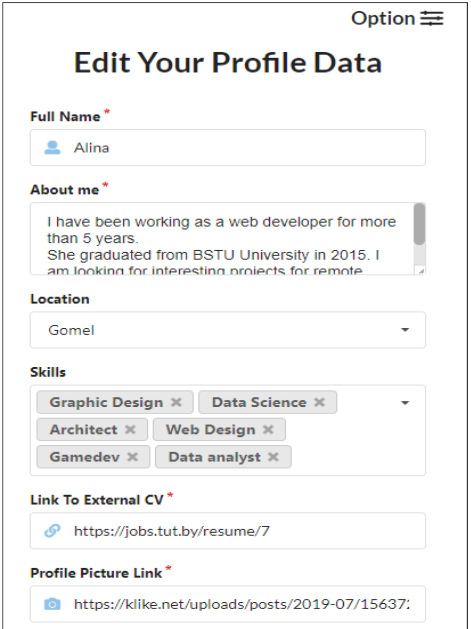 Option
Edit Your Profile Data
Full Name *
Alina
About me *
I have been working as a web developer for more
than 5 years.
She graduated from BSTU University in 2015. I
am looking for interesting projects for remote
Location
Gomel
Skills
Graphic Design × Data Science ×
Architect × Web Design ×
Gamedev × Data analyst ×
Link To External CV *
https://jobs.tut.by/resume/7
Profile Picture Link *
https://klike.net/uploads/posts/2019-07/156372